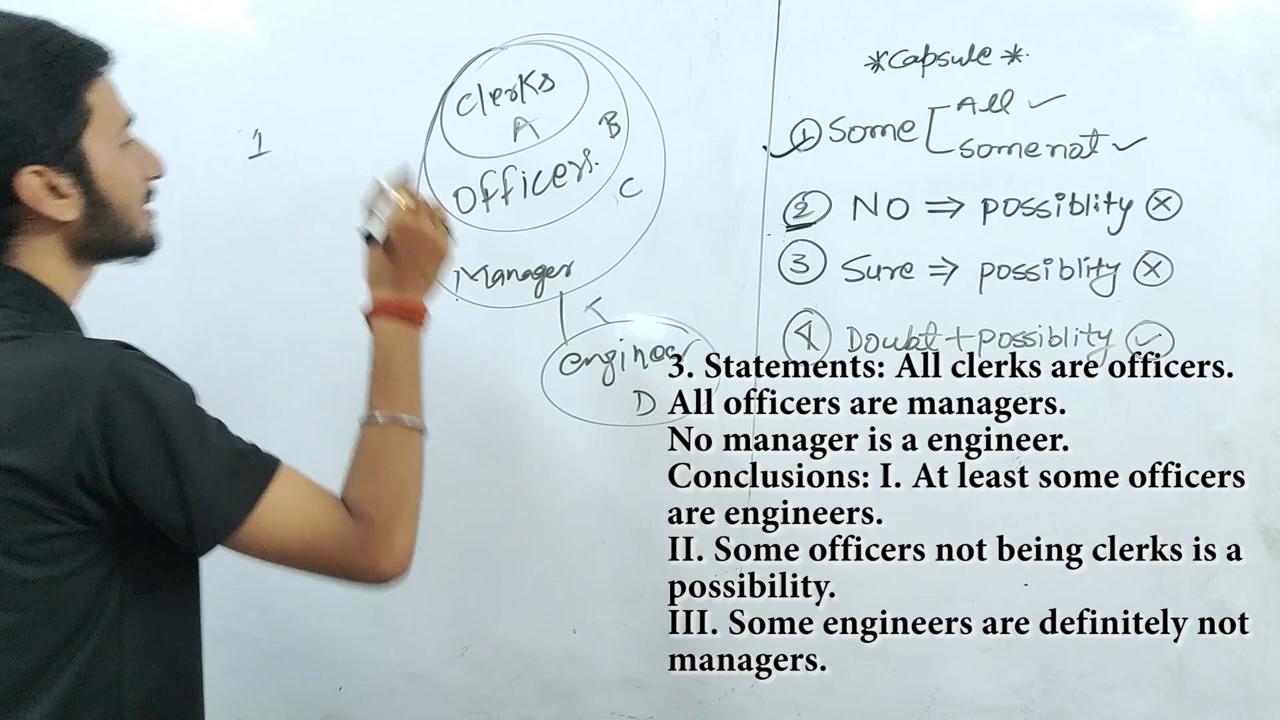 1
clerks
A
B
officers.
C
Manager
engineer
D
*Capsule*.
① Some [ All ✓
some not ✓
② NO ⇒ possiblity ⓧ
③ Sure ⇒ possiblity ⓧ
④ Doubt + possiblity ✓
3. Statements: All clerks are officers.
All officers are managers.
No manager is a engineer.
Conclusions: I. At least some officers
are engineers.
II. Some officers not being clerks is a
possibility.
III. Some engineers are definitely not
managers.